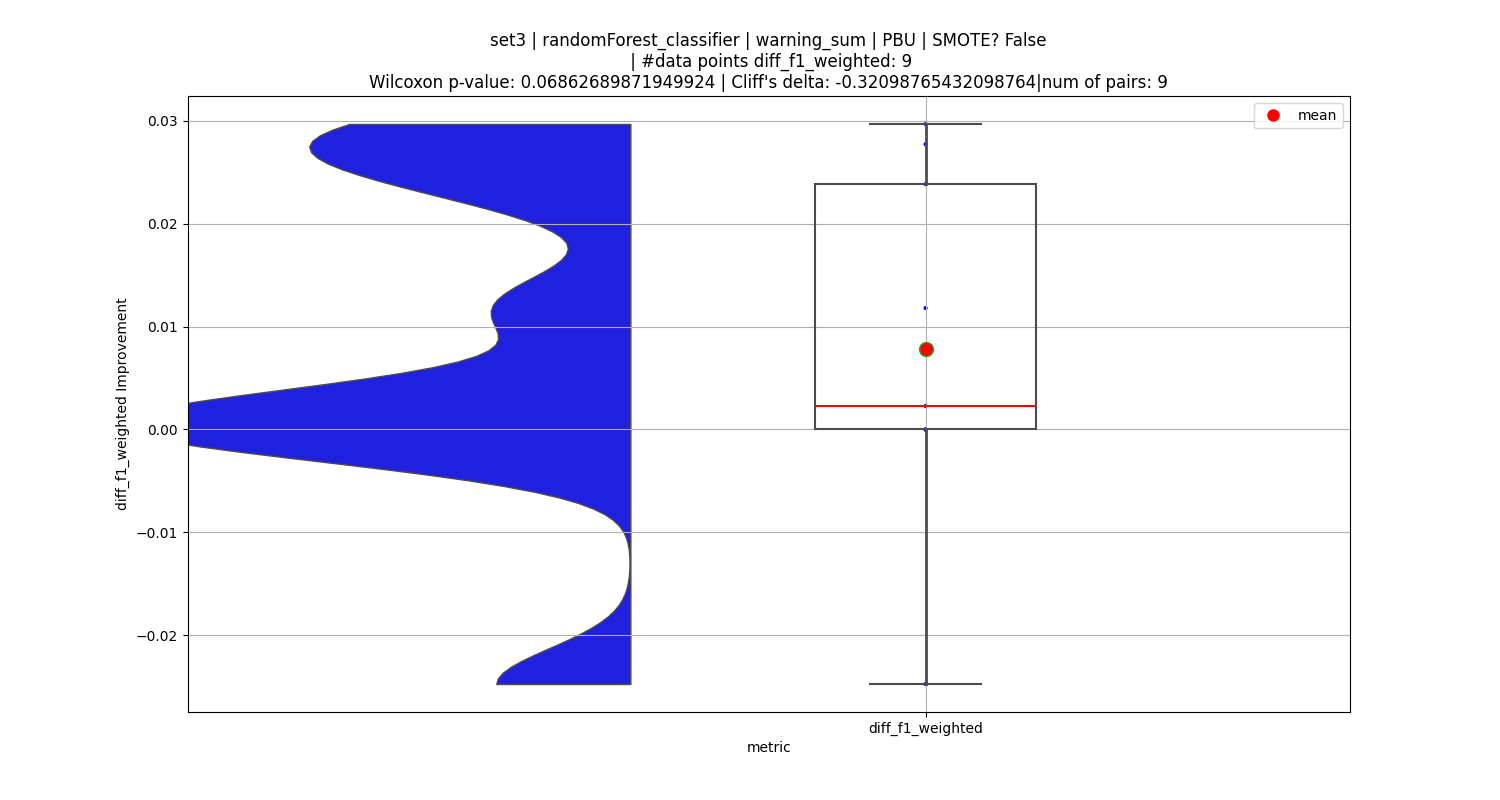 set3 | randomForest_classifier | warning_sum | PBU | SMOTE? False
| #data points diff_f1_weighted: 9
Wilcoxon p-value: 0.06862689871949924 | Cliff's delta: -0.32098765432098764|num of pairs: 9
mean
0.03
0.02
0.01
0.00
−0.01
−0.02
diff_f1_weighted Improvement
diff_f1_weighted
metric